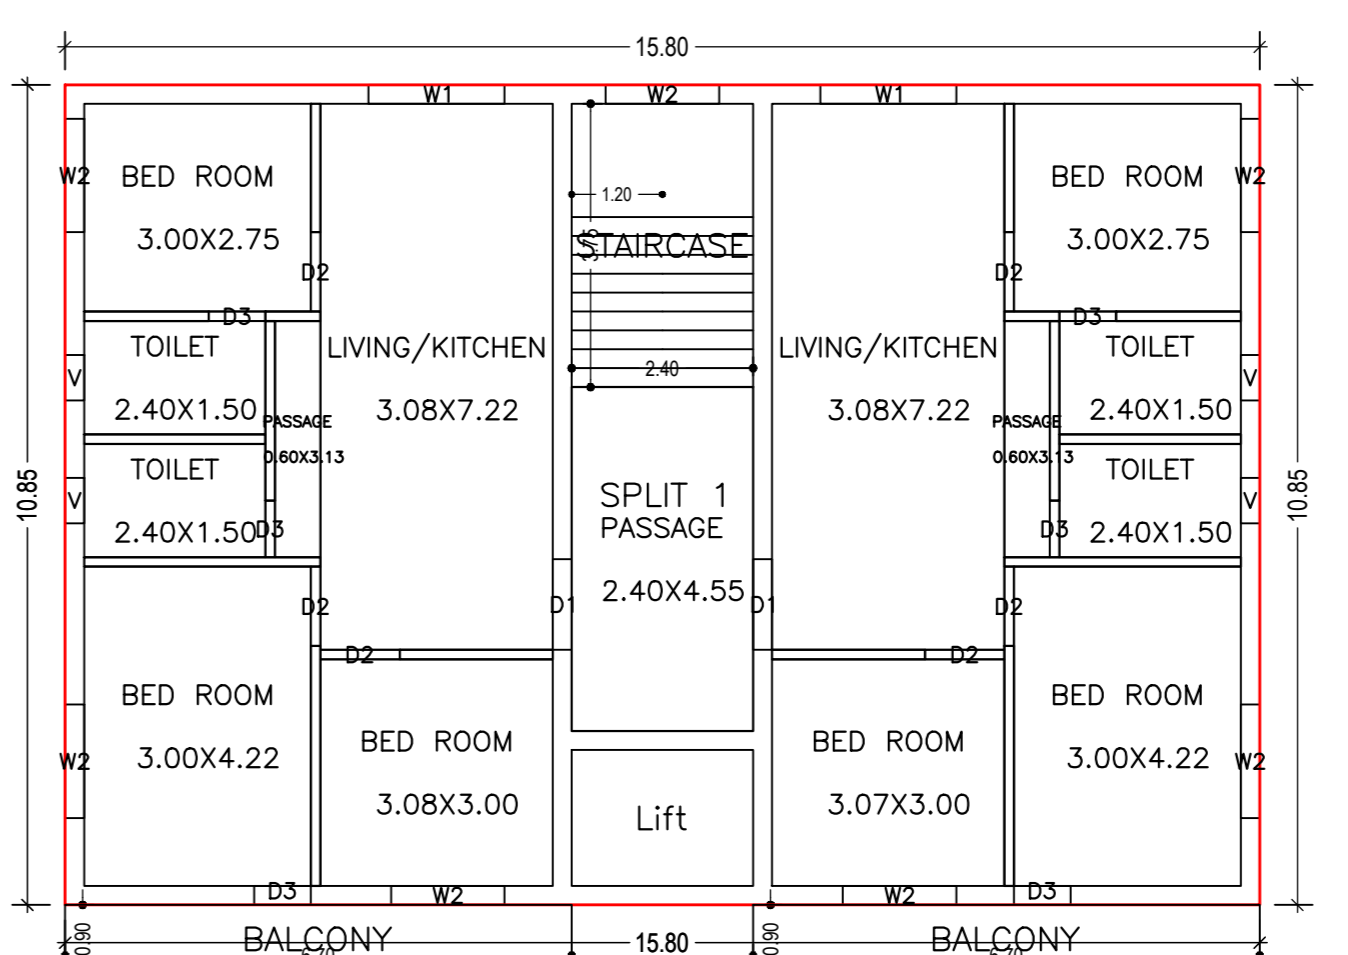 15.80
W1 W2 W1
W2 BED ROOM BED ROOM W2
1.20
3.00X2.75 3.00X2.75
STAIRCASE
D2 D2
D3 D3
TOILET LIVING/KITCHEN LIVING/KITCHEN TOILET
2.40
V V
2.40X1.50 3.08X7.22 3.08X7.22 2.40X1.50
PASSAGE PASSAGE
0.60X3.13 0.60X3.13
TOILET TOILET
10.85 10.85
V SPLIT 1 V
PASSAGE
2.40X1.50 D3 D3 2.40X1.50
2.40X4.55
D2 D1 D1 D2
D2 D2
BED ROOM BED ROOM
BED ROOM BED ROOM
W2 3.00X4.22 3.00X4.22 W2
3.08X3.00 Lift 3.07X3.00
D3 W2 W2 D3
0.90 BALCONY 15.80 0.90 BALCONY